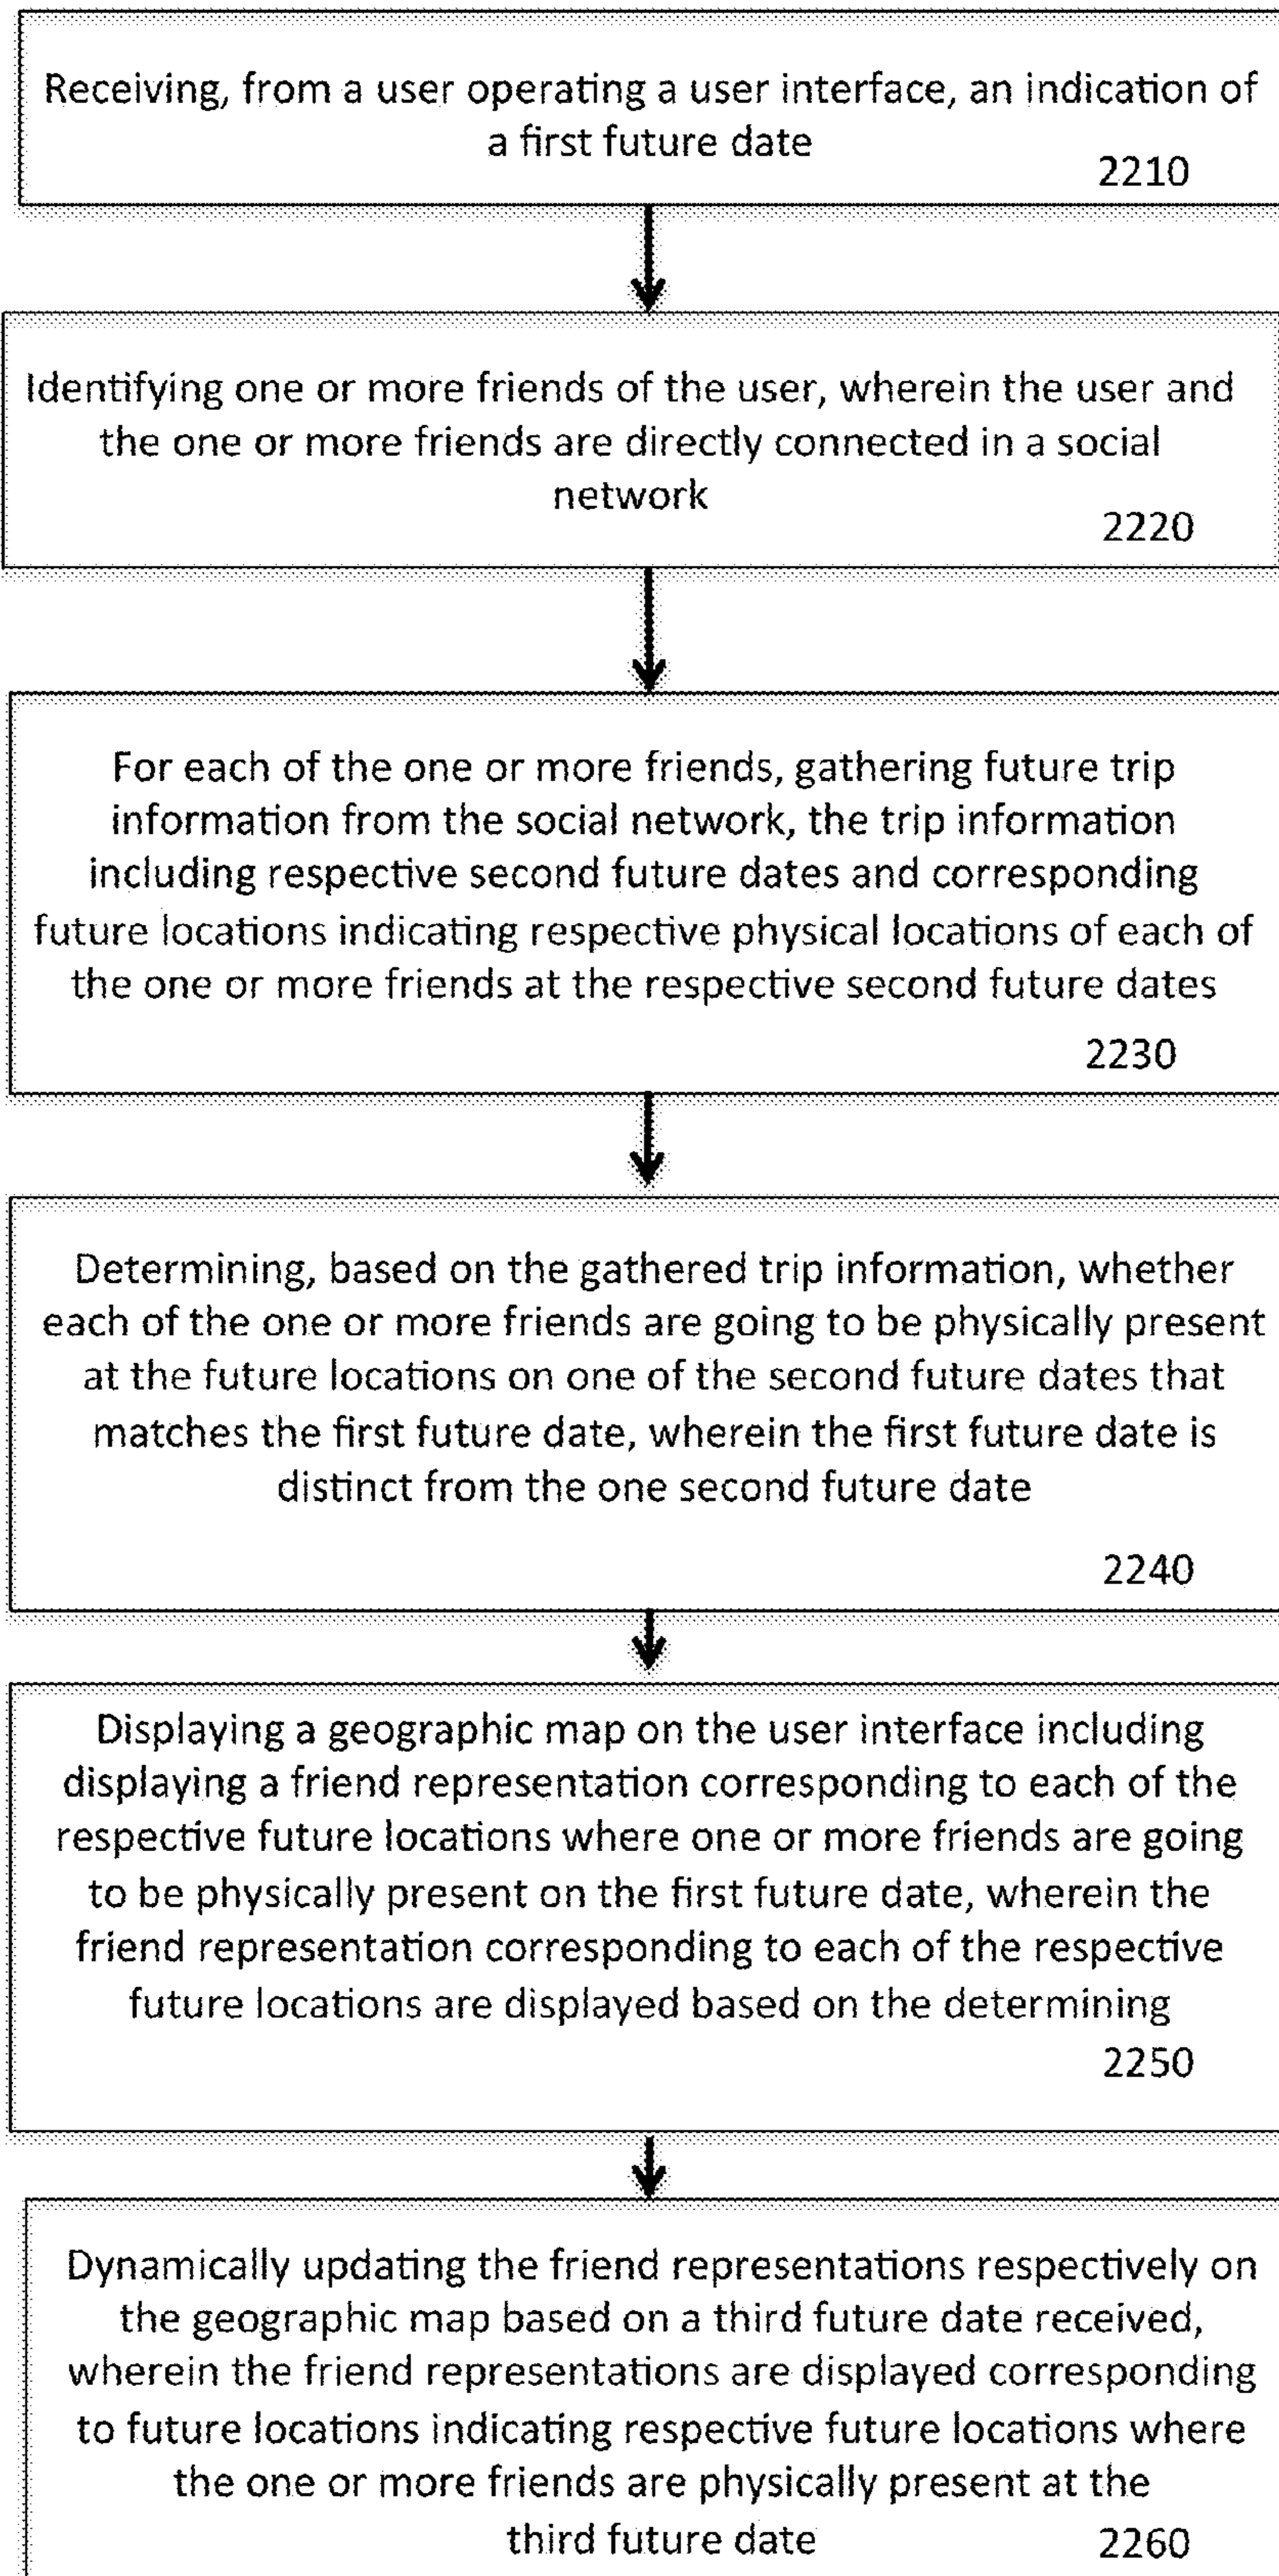 Receiving, from a user operating a user interface, an indication of
a first future date
2210
Identifying one or more friends of the user, wherein the user and
the one or more friends are directly connected in a social
network
2220
For each of the one or more friends, gathering future trip
information from the social network, the trip information
including respective second future dates and corresponding
future locations indicating respective physical locations of each of
the one or more friends at the respective second future dates
2230
Determining, based on the gathered trip information, whether
each of the one or more friends are going to be physically present
at the future locations on one of the second future dates that
matches the first future date, wherein the first future date is
distinct from the one second future date
2240
Displaying a geographic map on the user interface including
displaying a friend representation corresponding to each of the
respective future locations where one or more friends are going
to be physically present on the first future date, wherein the
friend representation corresponding to each of the respective
future locations are displayed based on the determining
2250
Dynamically updating the friend representations respectively on
the geographic map based on a third future date received,
wherein the friend representations are displayed corresponding
to future locations indicating respective future locations where
the one or more friends are physically present at the
third future date 2260